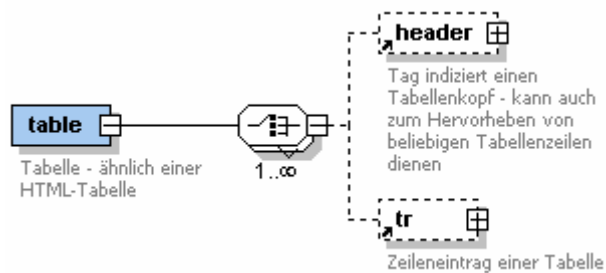 header
Tag indiziert einen
Tabellenkopf - kann auch
zum Hervorheben von
beliebigen Tabellenzeilen
dienen
table
Tabelle - ähnlich einer
HTML-Tabelle
1..∞
tr
Zeileneintrag einer Tabelle